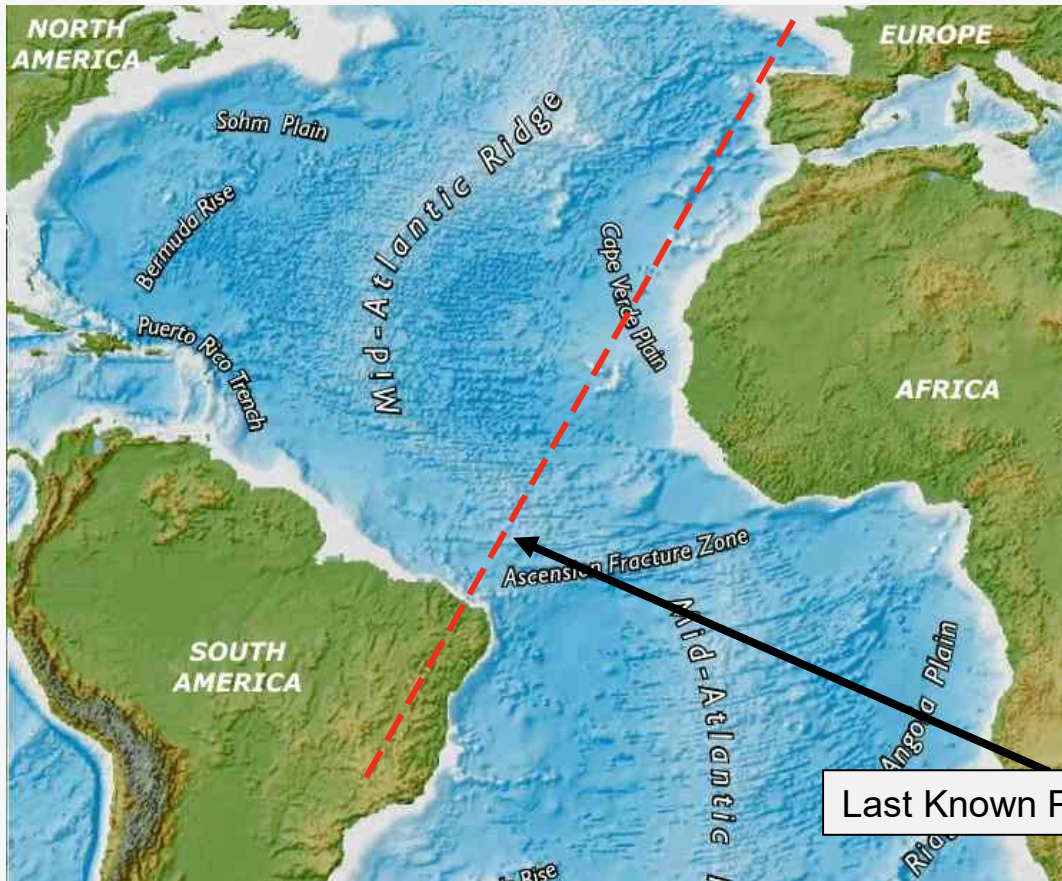 NORTH
AMERICA
EUROPE
Sohm Plain
Mid-Atlantic Ridge
Bermuda Rise
Cape Verde Plain
Puerto Rico Trench
AFRICA
Ascension Fracture Zone
SOUTH
AMERICA
Mid-Atlantic
Angola Plain
Last Known
Rise